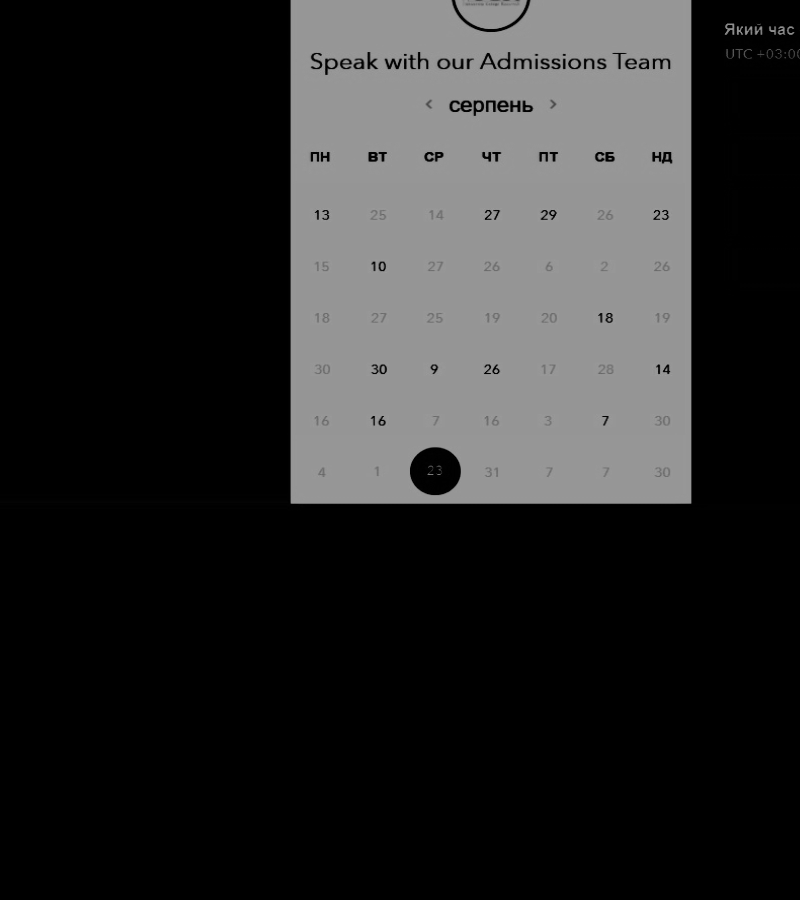 Speak with our Admissions Team
Який час
UTC +03:00
< серпень >
ПН ВТ СР ЧТ ПТ СБ НД
13 25 14 27 29 26 23
15 10 27 26 6 2 26
18 27 25 19 20 18 19
30 30 9 26 17 28 14
16 16 7 16 3 7 30
4 1 23 31 7 7 30